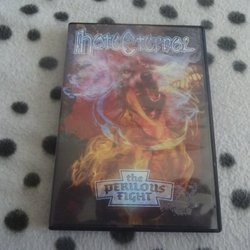 Hate Eternal
the
PERILOUS
FIGHT